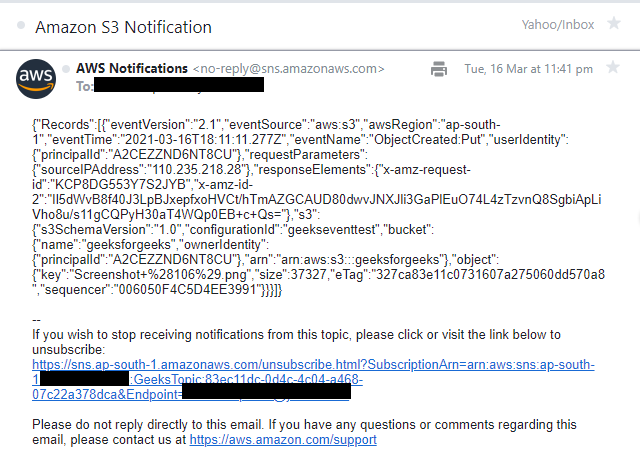 Amazon S3 Notification
Yahoo/Inbox
aws
AWS Notifications <no-reply@sns.amazonaws.com>
Tue, 16 Mar at 11:41 pm
To:
{"Records":[{"eventVersion":"2.1","eventSource":"aws:s3","awsRegion":"ap-south-
1","eventTime":"2021-03-16T18:11:11.277Z","eventName":"ObjectCreated:Put","userIdentity":
{"principalId":"A2CEZZND6NT8CU"},"requestParameters":
{"sourceIPAddress":"110.235.218.28"},"responseElements":{"x-amz-request-
id":"KCP8DG553Y7S2JYB","x-amz-id-
2":"Il5dWvB8f40J3LpBJxepfxoHVCt/hTmAZGCAUD80dwvJNXJli3GaPlEuO74L4zTzvnQ8SgbiApLi
Vho8u/s11gCQPyH30aT4WQp0EB+c+Qs="},"s3":
{"s3SchemaVersion":"1.0","configurationId":"geekseventtest","bucket":
{"name":"geeksforgeeks","ownerIdentity":
{"principalId":"A2CEZZND6NT8CU"},"arn":"arn:aws:s3:::geeksforgeeks"},"object":
{"key":"Screenshot+%28106%29.png","size":37327,"eTag":"327ca83e11c0731607a275060dd570a8
","sequencer":"006050F4C5D4EE3991"}}}]}
--
If you wish to stop receiving notifications from this topic, please click or visit the link below to
unsubscribe:
https://sns.ap-south-1.amazonaws.com/unsubscribe.html?SubscriptionArn=arn:aws:sns:ap-south-
1:GeeksTopic:83ec11dc-0d4c-4c04-a468-
07c22a378dca&Endpoint=
Please do not reply directly to this email. If you have any questions or comments regarding this
email, please contact us at https://aws.amazon.com/support